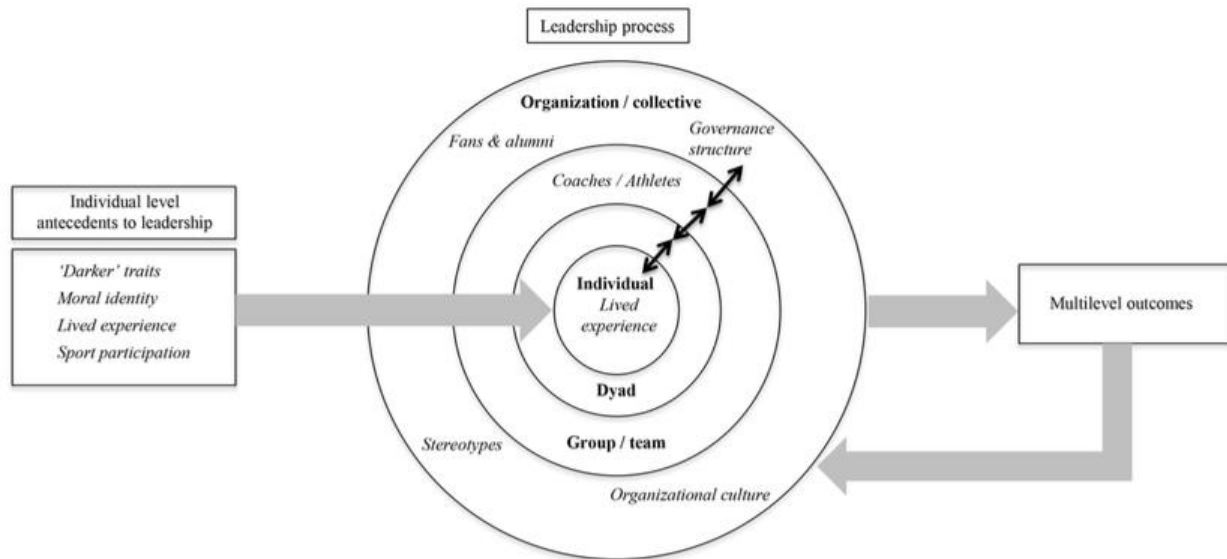 Leadership process
Organization / collective
Fans & alumni
Governance
structure
Coaches / Athletes
Individual level
antecedents to leadership
‘Darker’ traits
Moral identity
Lived experience
Sport participation
Individual
Lived
experience
Dyad
Group / team
Stereotypes
Organizational culture
Multilevel outcomes